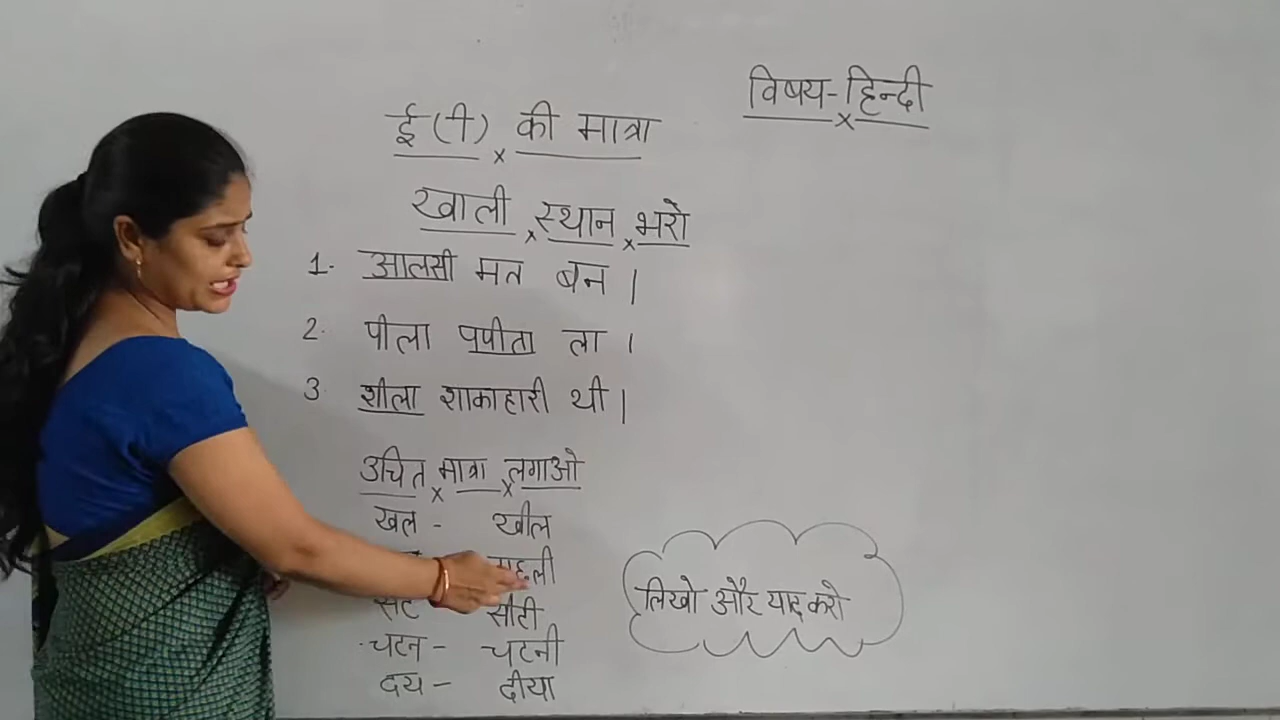 विषय-हिन्दी
ई (ी) की मात्रा
खाली स्थान भरो
1. आलसी मत बन ।
2. पीला पपीता ला ।
3. शीला शाकाहारी थी ।
उचित मात्रा लगाओ
खल - खील
सट सीटी
चटन - चटनी
दय - दीया
लिखो और याद करो